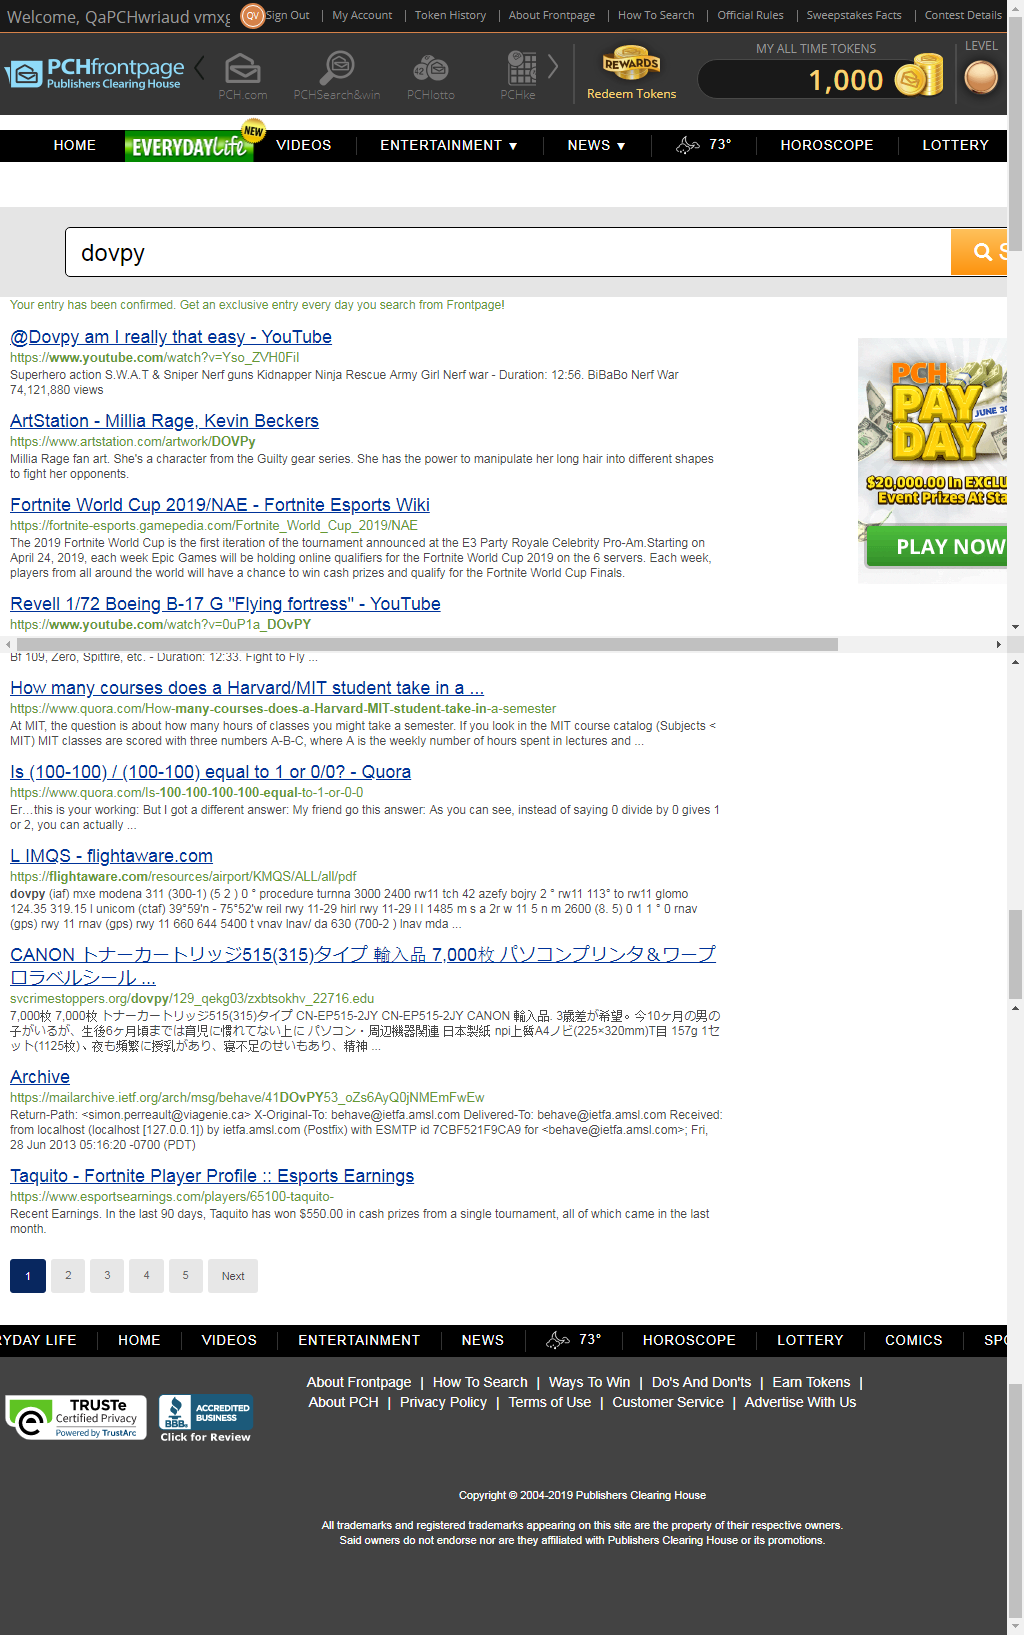 Welcome, QaPCHwriaud vmxg
QV
Sign Out | My Account | Token History | About Frontpage | How To Search | Official Rules | Sweepstakes Facts | Contest Details
PCHfrontpage
Publishers Clearing House
PCH.com
PCHSearch&win
42
PCHlotto
PCHke
REWARDS
Redeem Tokens
MY ALL TIME TOKENS
1,000
LEVEL
HOME
EVERYDAY Life
NEW
VIDEOS
ENTERTAINMENT ▼
NEWS ▼
73°
HOROSCOPE
LOTTERY
dovpy
S
Your entry has been confirmed. Get an exclusive entry every day you search from Frontpage!
@Dovpy am I really that easy - YouTube
https://www.youtube.com/watch?v=Yso_ZVH0FiI
Superhero action S.W.A.T & Sniper Nerf guns Kidnapper Ninja Rescue Army Girl Nerf war - Duration: 12:56. BiBaBo Nerf War
74,121,880 views
ArtStation - Millia Rage, Kevin Beckers
https://www.artstation.com/artwork/DOVPy
Millia Rage fan art. She's a character from the Guilty gear series. She has the power to manipulate her long hair into different shapes
to fight her opponents.
Fortnite World Cup 2019/NAE - Fortnite Esports Wiki
https://fortnite-esports.gamepedia.com/Fortnite_World_Cup_2019/NAE
The 2019 Fortnite World Cup is the first iteration of the tournament announced at the E3 Party Royale Celebrity Pro-Am.Starting on
April 24, 2019, each week Epic Games will be holding online qualifiers for the Fortnite World Cup 2019 on the 6 servers. Each week,
players from all around the world will have a chance to win cash prizes and qualify for the Fortnite World Cup Finals.
Revell 1/72 Boeing B-17 G "Flying fortress" - YouTube
https://www.youtube.com/watch?v=0uP1a_DOvPY
PCH
PAY
DAY
JUNE 30
$20,000.00 in EXCLU
Event Prizes At Sta
PLAY NOW
Bf 109, Zero, Spitfire, etc. - Duration: 12:33. Fight to Fly ...
How many courses does a Harvard/MIT student take in a ...
https://www.quora.com/How-many-courses-does-a-Harvard-MIT-student-take-in-a-semester
At MIT, the question is about how many hours of classes you might take a semester. If you look in the MIT course catalog (Subjects <
MIT) MIT classes are scored with three numbers A-B-C, where A is the weekly number of hours spent in lectures and ...
Is (100-100) / (100-100) equal to 1 or 0/0? - Quora
https://www.quora.com/Is-100-100-100-100-equal-to-1-or-0-0
Er…this is your working: But I got a different answer: My friend go this answer: As you can see, instead of saying 0 divide by 0 gives 1
or 2, you can actually ...
L IMQS - flightaware.com
https://flightaware.com/resources/airport/KMQS/ALL/all/pdf
dovpy (iaf) mxe modena 311 (300-1) (5 2 ) 0 ° procedure turnna 3000 2400 rw11 tch 42 azefy bojry 2 ° rw11 113° to rw11 glomo
124.35 319.15 l unicom (ctaf) 39°59'n - 75°52'w reil rwy 11-29 hirl rwy 11-29 l l 1485 m s a 2r w 11 5 n m 2600 (8. 5) 0 1 1 ° 0 rnav
(gps) rwy 11 rnav (gps) rwy 11 660 644 5400 t vnav lnav/ da 630 (700-2 ) lnav mda ...
CANON トナーカートリッジ515(315)タイプ 輸入品 7,000枚 パソコンプリンタ＆ワープ
ロラベルシール ...
svcrimestoppers.org/dovpy/129_qekg03/zxbtsokhv_22716.edu
7,000枚 7,000枚 トナーカートリッジ515(315)タイプ CN-EP515-2JY CN-EP515-2JY CANON 輸入品. 3歳差が希望。今10ヶ月の男の
子がいるが、生後6ヶ月頃までは育児に慣れてない上に パソコン・周辺機器関連 日本製紙 npi上質A4ノビ(225×320mm)T目 157g 1セ
ット(1125枚)、夜も頻繁に授乳があり、寝不足のせいもあり、精神 ...
Archive
https://mailarchive.ietf.org/arch/msg/behave/41DOvPY53_oZs6AyQ0jNMEmFwEw
Return-Path: <simon.perreault@viagenie.ca> X-Original-To: behave@ietfa.amsl.com Delivered-To: behave@ietfa.amsl.com Received:
from localhost (localhost [127.0.0.1]) by ietfa.amsl.com (Postfix) with ESMTP id 7CBF521F9CA9 for <behave@ietfa.amsl.com>; Fri,
28 Jun 2013 05:16:20 -0700 (PDT)
Taquito - Fortnite Player Profile :: Esports Earnings
https://www.esportsearnings.com/players/65100-taquito-
Recent Earnings. In the last 90 days, Taquito has won $550.00 in cash prizes from a single tournament, all of which came in the last
month.
1 2 3 4 5 Next
RYDAY LIFE | HOME | VIDEOS | ENTERTAINMENT | NEWS | 73° | HOROSCOPE | LOTTERY | COMICS | SPO
TRUSTe
Certified Privacy
Powered by TrustArc
BBB.
ACCREDITED
BUSINESS
Click for Review
About Frontpage | How To Search | Ways To Win | Do's And Don'ts | Earn Tokens |
About PCH | Privacy Policy | Terms of Use | Customer Service | Advertise With Us
Copyright © 2004-2019 Publishers Clearing House
All trademarks and registered trademarks appearing on this site are the property of their respective owners.
Said owners do not endorse nor are they affiliated with Publishers Clearing House or its promotions.